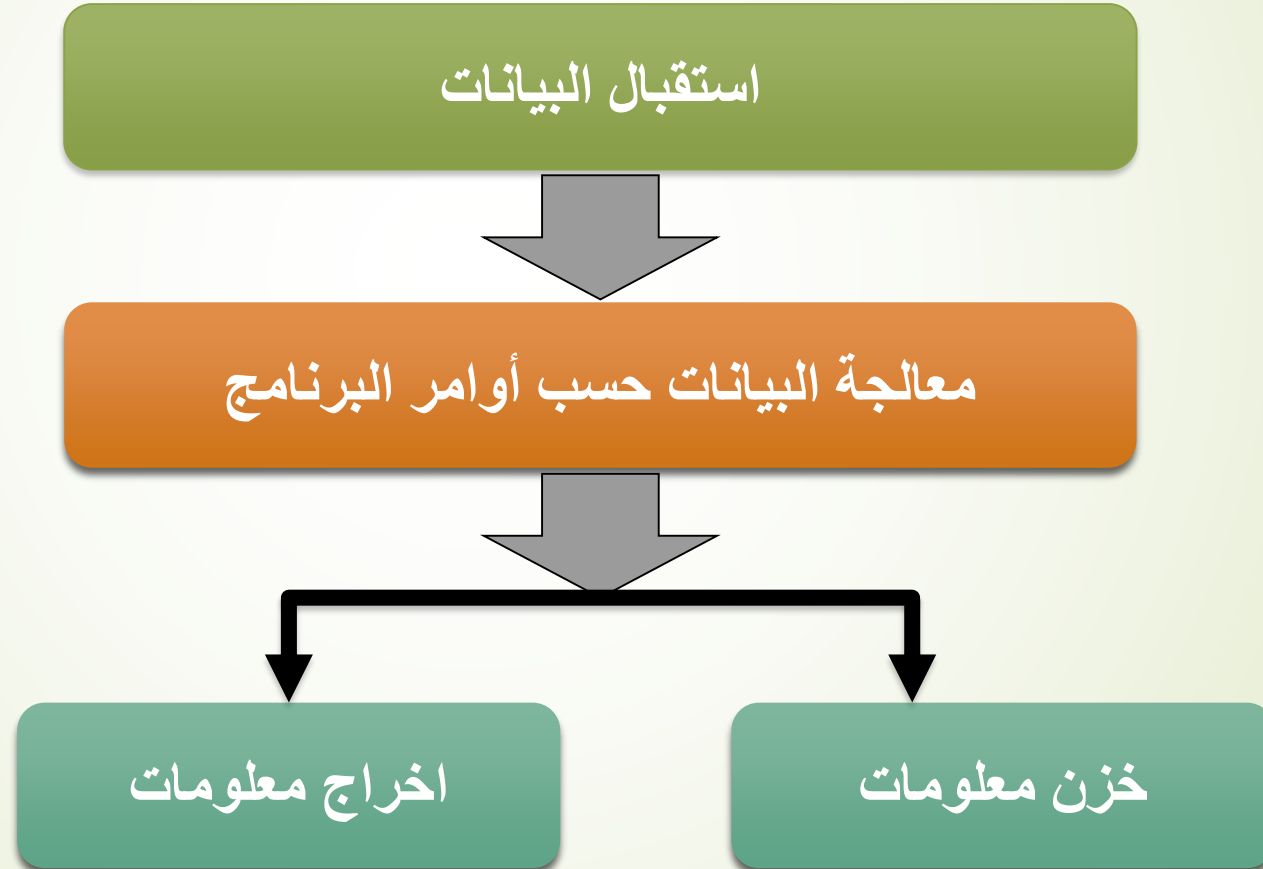 استقبال البيانات
معالجة البيانات حسب أوامر البرنامج
خزن معلومات
اخراج معلومات